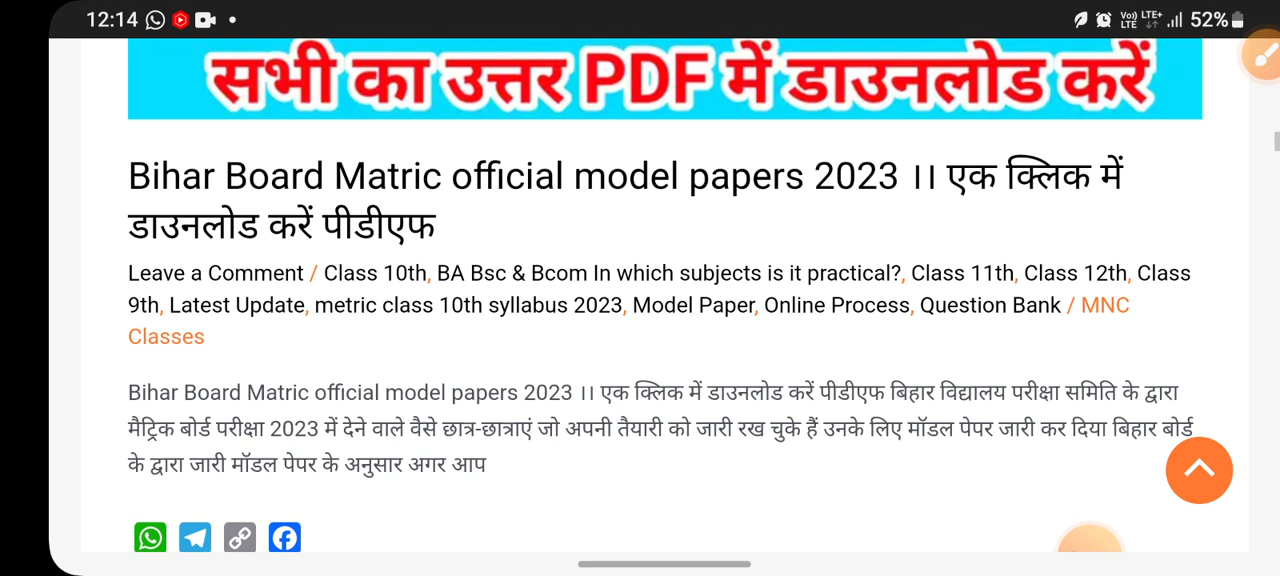 12:14 Vo)) LTE LTE+ 52%
सभी का उत्तर PDF में डाउनलोड करें
Bihar Board Matric official model papers 2023 ।। एक क्लिक में
डाउनलोड करें पीडीएफ
Leave a Comment / Class 10th, BA Bsc & Bcom In which subjects is it practical?, Class 11th, Class 12th, Class
9th, Latest Update, metric class 10th syllabus 2023, Model Paper, Online Process, Question Bank / MNC
Classes
Bihar Board Matric official model papers 2023 ।। एक क्लिक में डाउनलोड करें पीडीएफ बिहार विद्यालय परीक्षा समिति के द्वारा
मैट्रिक बोर्ड परीक्षा 2023 में देने वाले वैसे छात्र-छात्राएं जो अपनी तैयारी को जारी रख चुके हैं उनके लिए मॉडल पेपर जारी कर दिया बिहार बोर्ड
के द्वारा जारी मॉडल पेपर के अनुसार अगर आप